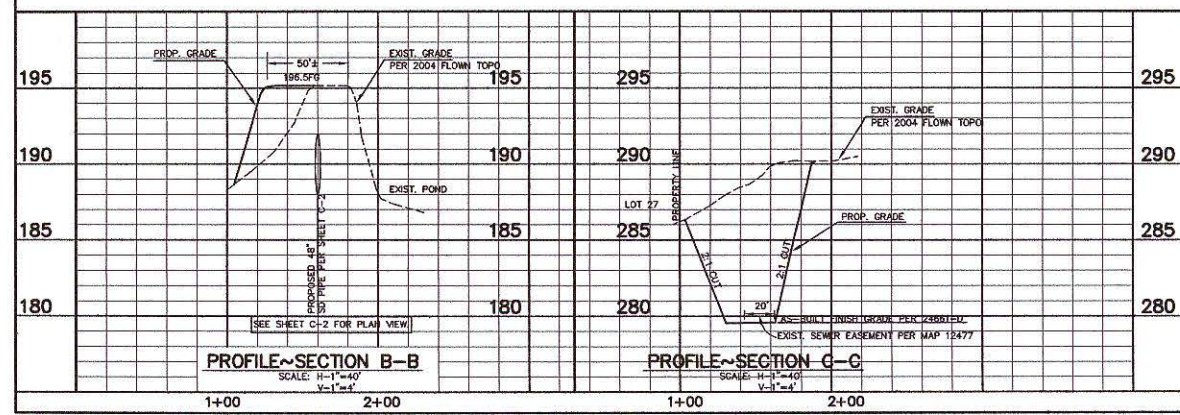 PROP. GRADE
50'±
196.5FG
EXIST. GRADE
PER 2004 FLOWN TOPO
195
195
190
190
185
185
180
180
EXIST. POND
PROPOSED 48"
SD PIPE PER SHEET C-2
SEE SHEET C-2 FOR PLAN VIEW
PROFILE~SECTION B-B
SCALE: H-1"=40'
V-1"=4'
1+00
2+00
295
295
EXIST. GRADE
PER 2004 FLOWN TOPO
290
290
PROPERTY LINE
LOT 27
PROP. GRADE
285
285
2:1 CUT
2:1 CUT
20'
280
280
AS-BUILT FINISH GRADE PER 24661-D
EXIST. SEWER EASEMENT PER MAP 12477
PROFILE~SECTION C-C
SCALE: H-1"=40'
V-1"=4'
1+00
2+00